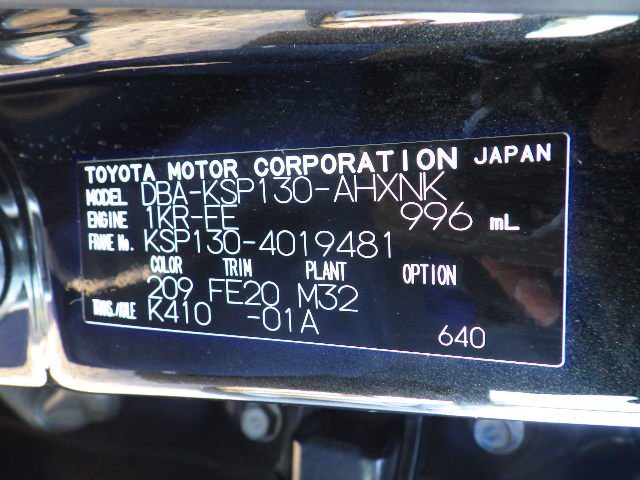 TOYOTA MOTOR CORPORATION JAPAN
MODEL DBA-KSP130-AHXNK
ENGINE 1KR-FE 996 mL
FRAME No. KSP130-4019481
COLOR TRIM PLANT OPTION
209 FE20 M32
TRANS./AXLE K410 -01A
640